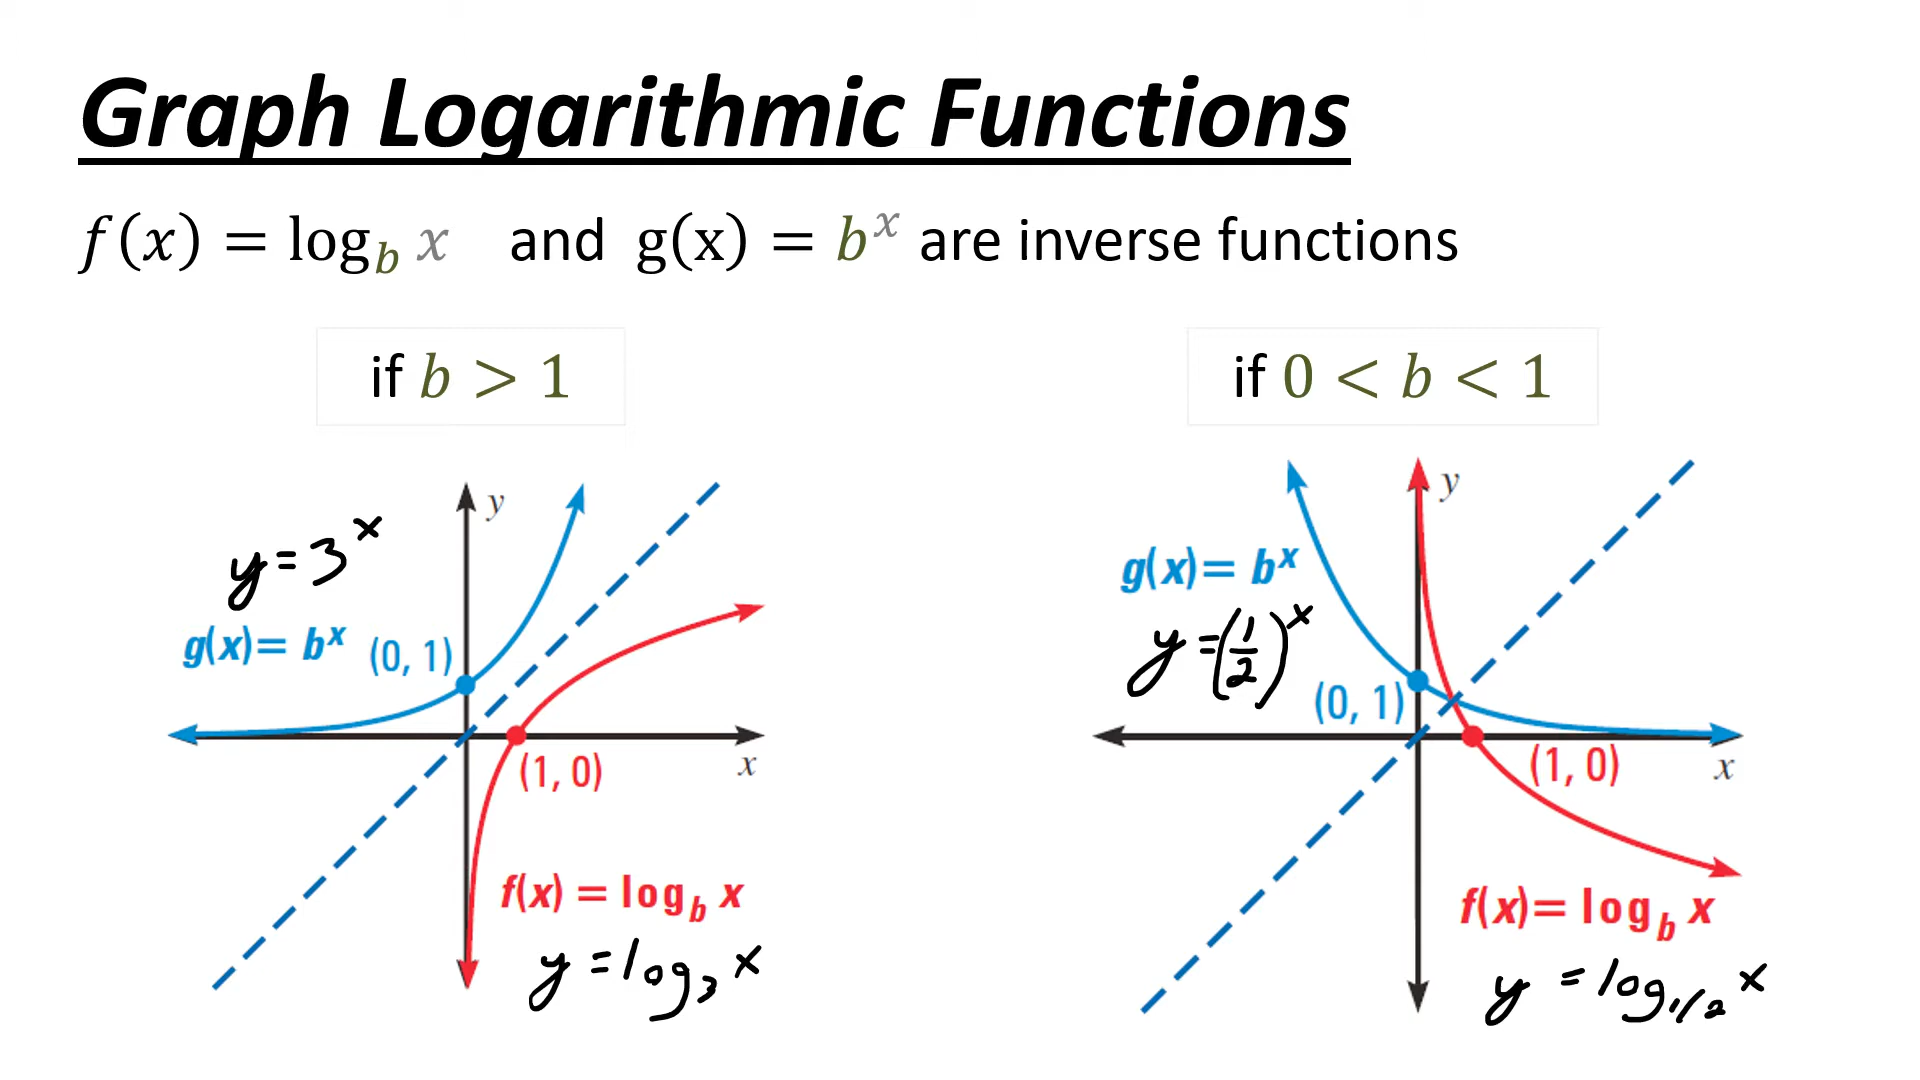 Graph Logarithmic Functions
f(x) = log_b x and g(x) = b^x are inverse functions
if b > 1
if 0 < b < 1
y
y = 3^x
g(x) = b^x
(0, 1)
(1, 0)
x
f(x) = log_b x
y = log_3 x
y
g(x) = b^x
y = (1/2)^x
(0, 1)
(1, 0)
x
f(x) = log_b x
y = log_1/2 x